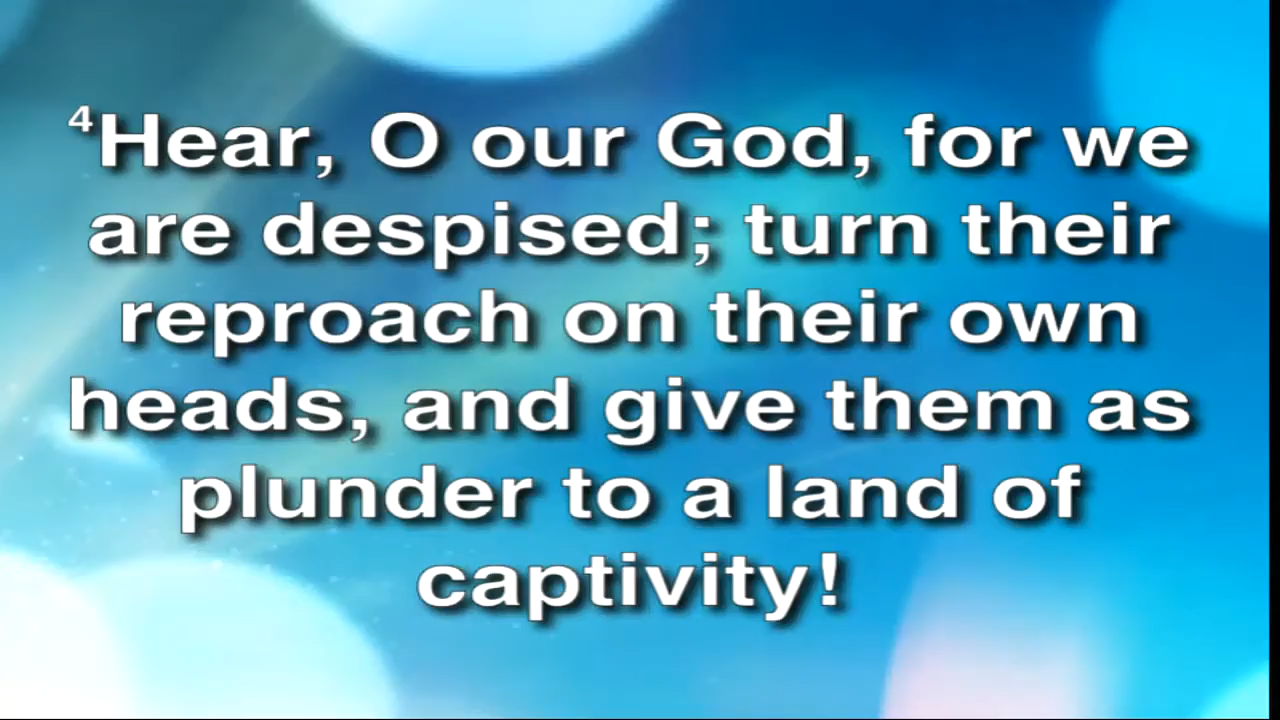 ⁴Hear, O our God, for we
are despised; turn their
reproach on their own
heads, and give them as
plunder to a land of
captivity!